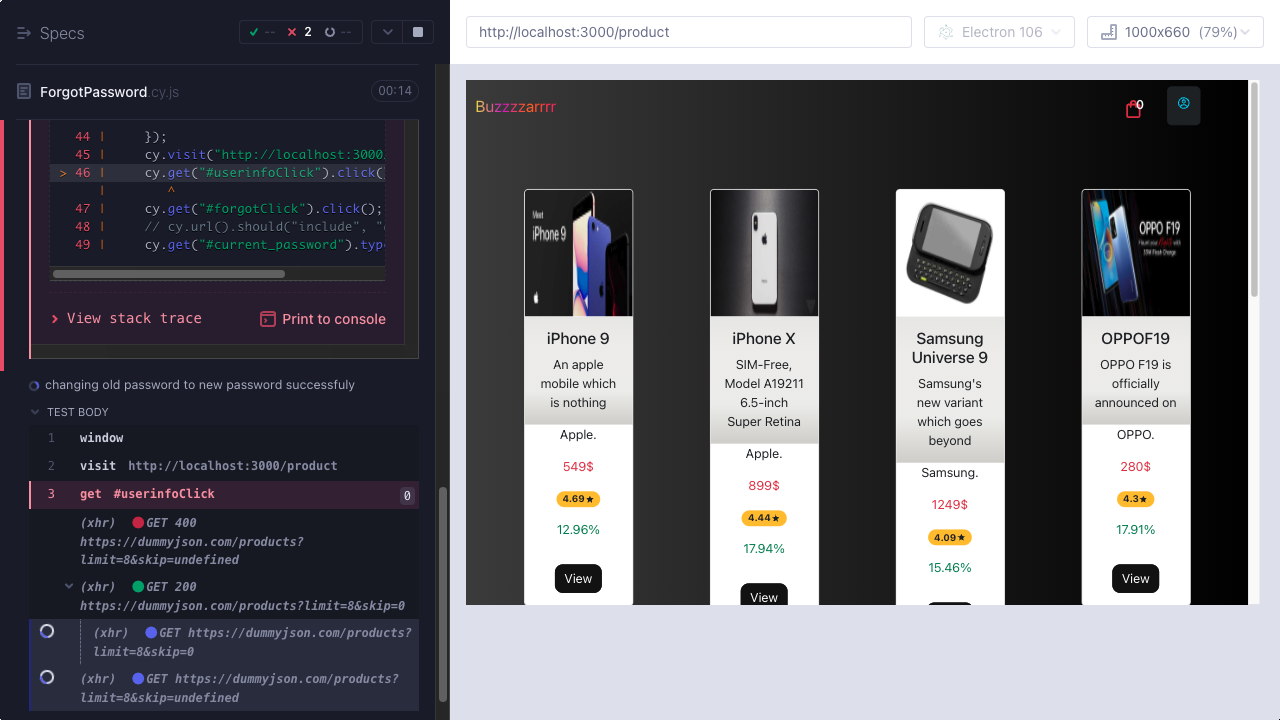 Specs
--
2
--
ForgotPassword.cy.js
00:14
44 | });
45 | cy.visit("http://localhost:3000
> 46 | cy.get("#userinfoClick").click(
| ^
47 | cy.get("#forgotClick").click();
48 | // cy.url().should("include", "
49 | cy.get("#current_password").typ
View stack trace
Print to console
changing old password to new password successfuly
TEST BODY
1 window
2 visit http://localhost:3000/product
3 get #userinfoClick 0
(xhr) GET 400
https://dummyjson.com/products?
limit=8&skip=undefined
(xhr) GET 200
https://dummyjson.com/products?limit=8&skip=0
(xhr) GET https://dummyjson.com/products?
limit=8&skip=0
(xhr) GET https://dummyjson.com/products?
limit=8&skip=undefined
http://localhost:3000/product
Electron 106
1000x660 (79%)
Buzzzzarrrr
0
Meet
iPhone 9
iPhone 9
An apple
mobile which
is nothing
Apple.
549$
4.69★
12.96%
View
iPhone X
SIM-Free,
Model A19211
6.5-inch
Super Retina
Apple.
899$
4.44★
17.94%
View
Samsung
Universe 9
Samsung's
new variant
which goes
beyond
Samsung.
1249$
4.09★
15.46%
OPPO F19
OPPOF19
OPPO F19 is
officially
announced on
OPPO.
280$
4.3★
17.91%
View